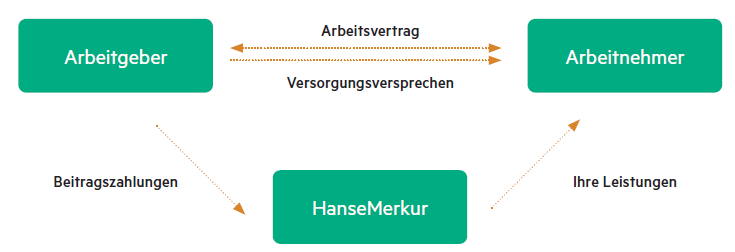 Arbeitsvertrag
Arbeitgeber
Arbeitnehmer
Versorgungsversprechen
Beitragszahlungen
Ihre Leistungen
HanseMerkur